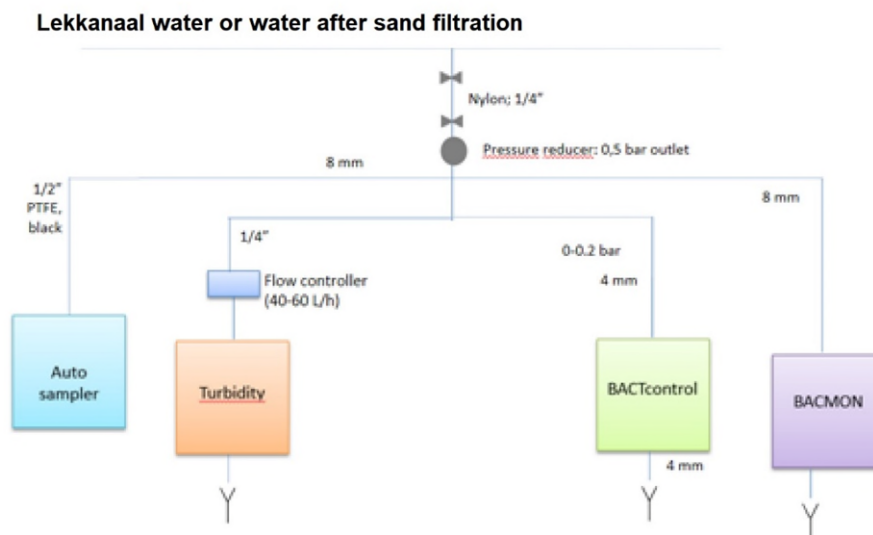 Lekkanaal water or water after sand filtration
Nylon; 1/4”
Pressure reducer: 0,5 bar outlet
8 mm
1/2”
PTFE,
black
8 mm
1/4”
0-0.2 bar
Flow controller
(40-60 L/h)
4 mm
Auto
sampler
Turbidity
BACTcontrol
BACMON
4 mm